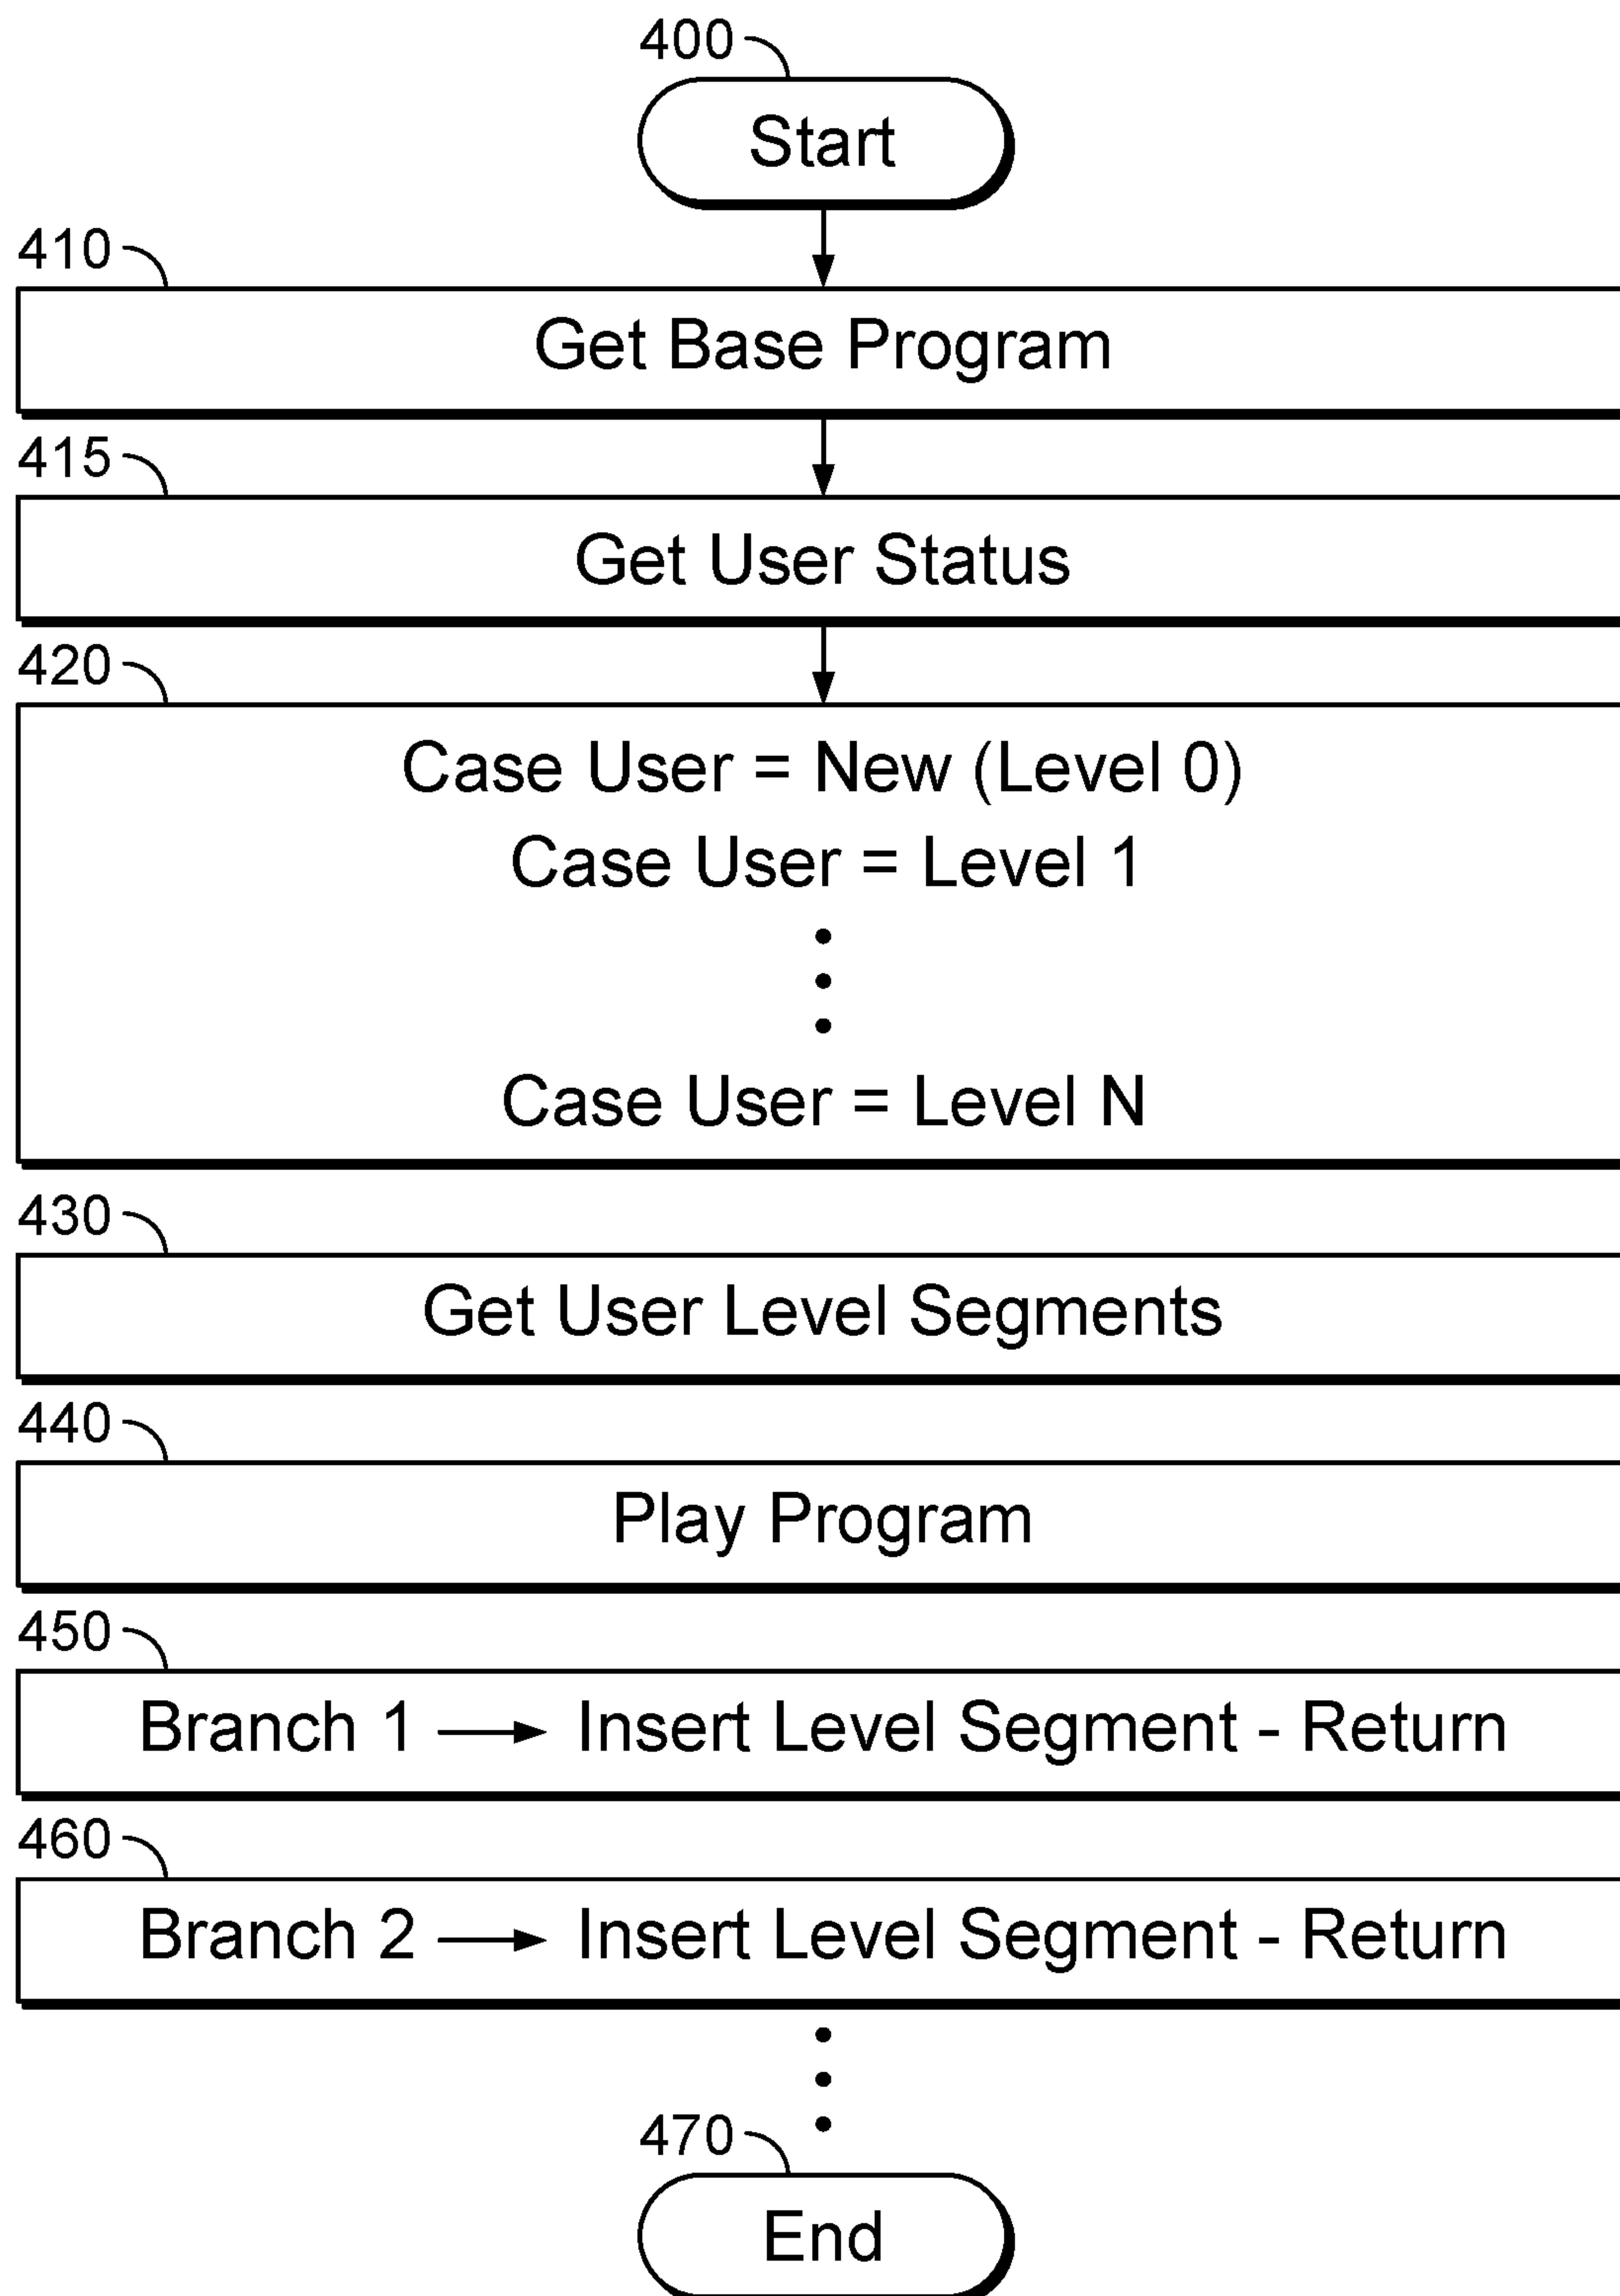 400
Start
410
Get Base Program
415
Get User Status
420
Case User = New (Level 0)
Case User = Level 1
Case User = Level N
430
Get User Level Segments
440
Play Program
450
Branch 1 → Insert Level Segment - Return
460
Branch 2 → Insert Level Segment - Return
470
End